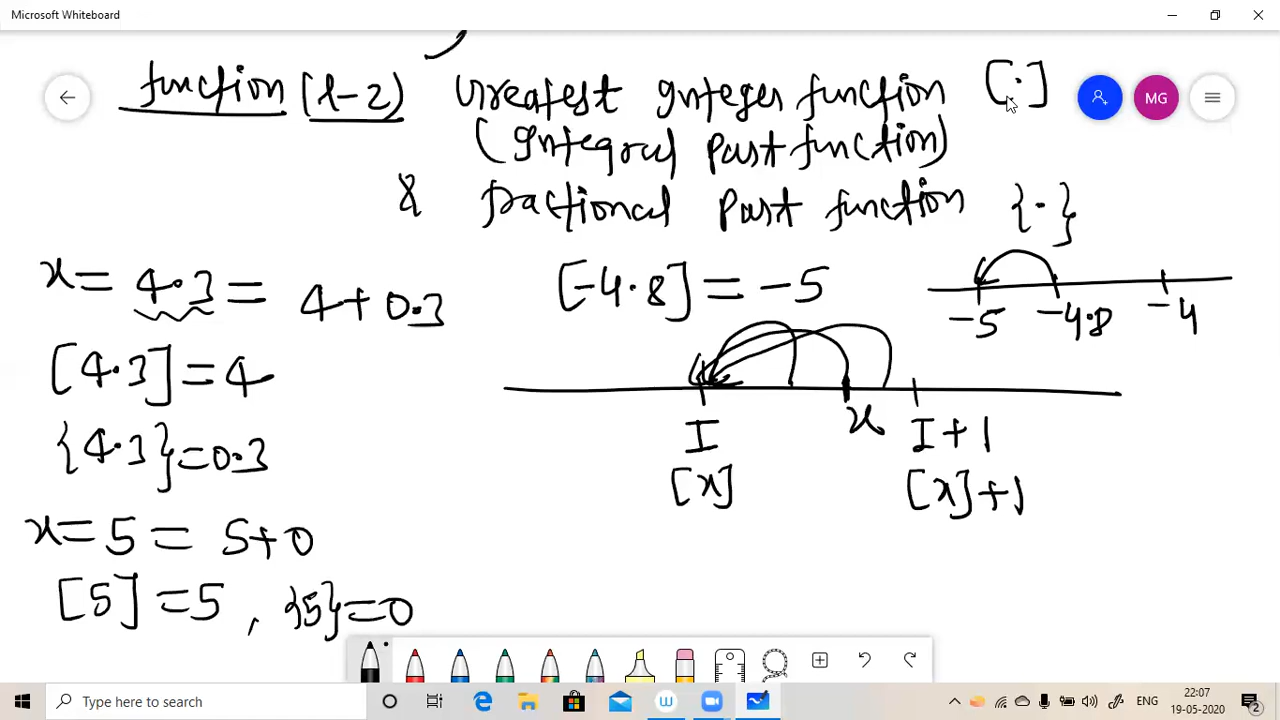 Microsoft Whiteboard
function (L-2) Greatest Integer function [·]
(Integral Part function)
& fractional Part function {·}
MG
x = 4.3 = 4+0.3
[4.3] = 4
{4.3} = 0.3
x = 5 = 5+0
[5] = 5, {5} = 0
[-4.8] = -5
-5 -4.8 -4
I x I+1
[x] [x]+1
Type here to search
ENG
22:07
19-05-2020
2